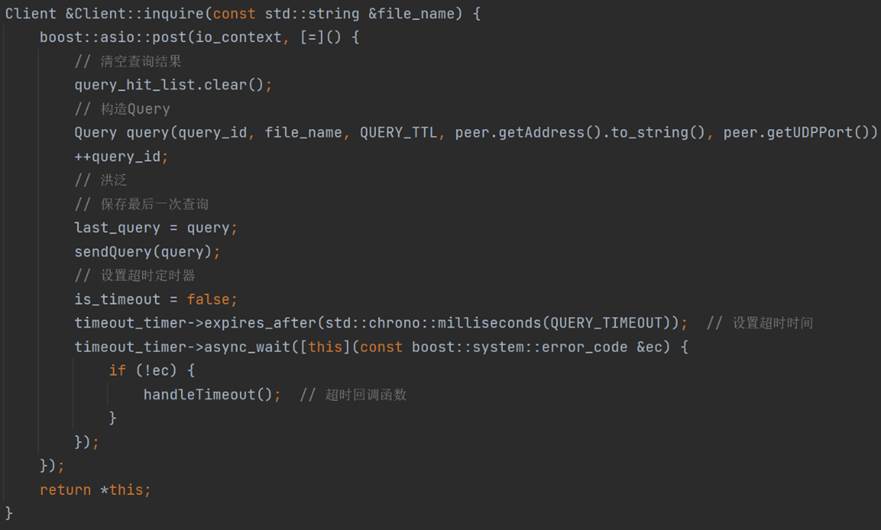 Client &Client::inquire(const std::string &file_name) {
    boost::asio::post(io_context, [=]() {
        // 清空查询结果
        query_hit_list.clear();
        // 构造Query
        Query query(query_id, file_name, QUERY_TTL, peer.getAddress().to_string(), peer.getUDPPort())
        ++query_id;
        // 洪泛
        // 保存最后一次查询
        last_query = query;
        sendQuery(query);
        // 设置超时定时器
        is_timeout = false;
        timeout_timer->expires_after(std::chrono::milliseconds(QUERY_TIMEOUT));  // 设置超时时间
        timeout_timer->async_wait([this](const boost::system::error_code &ec) {
            if (!ec) {
                handleTimeout();  // 超时回调函数
            }
        });
    });
    return *this;
}